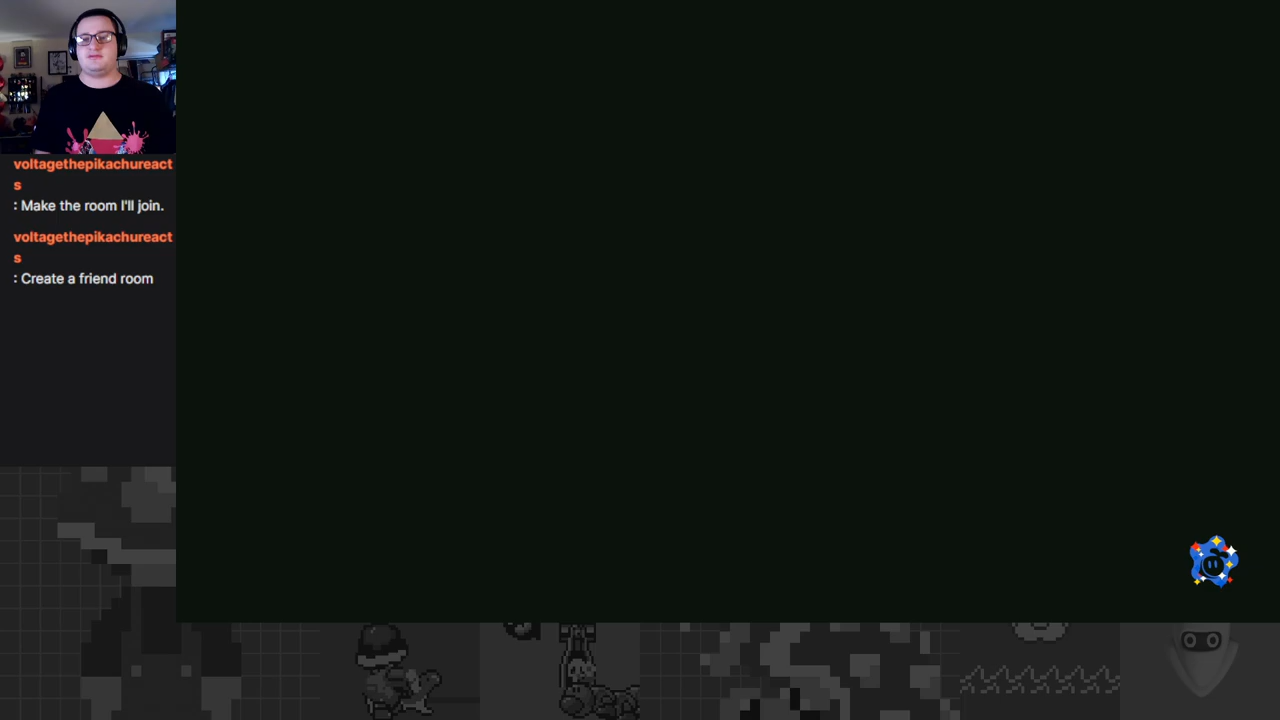 voltagethepikachureact
s
: Make the room I'll join.
voltagethepikachureact
s
: Create a friend room